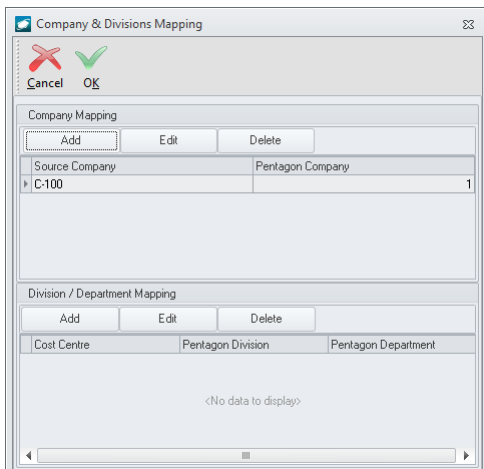 Company & Divisions Mapping
Cancel OK
Company Mapping
Add Edit Delete
Source Company Pentagon Company
C-100 1
Division / Department Mapping
Add Edit Delete
Cost Centre Pentagon Division Pentagon Department
<No data to display>